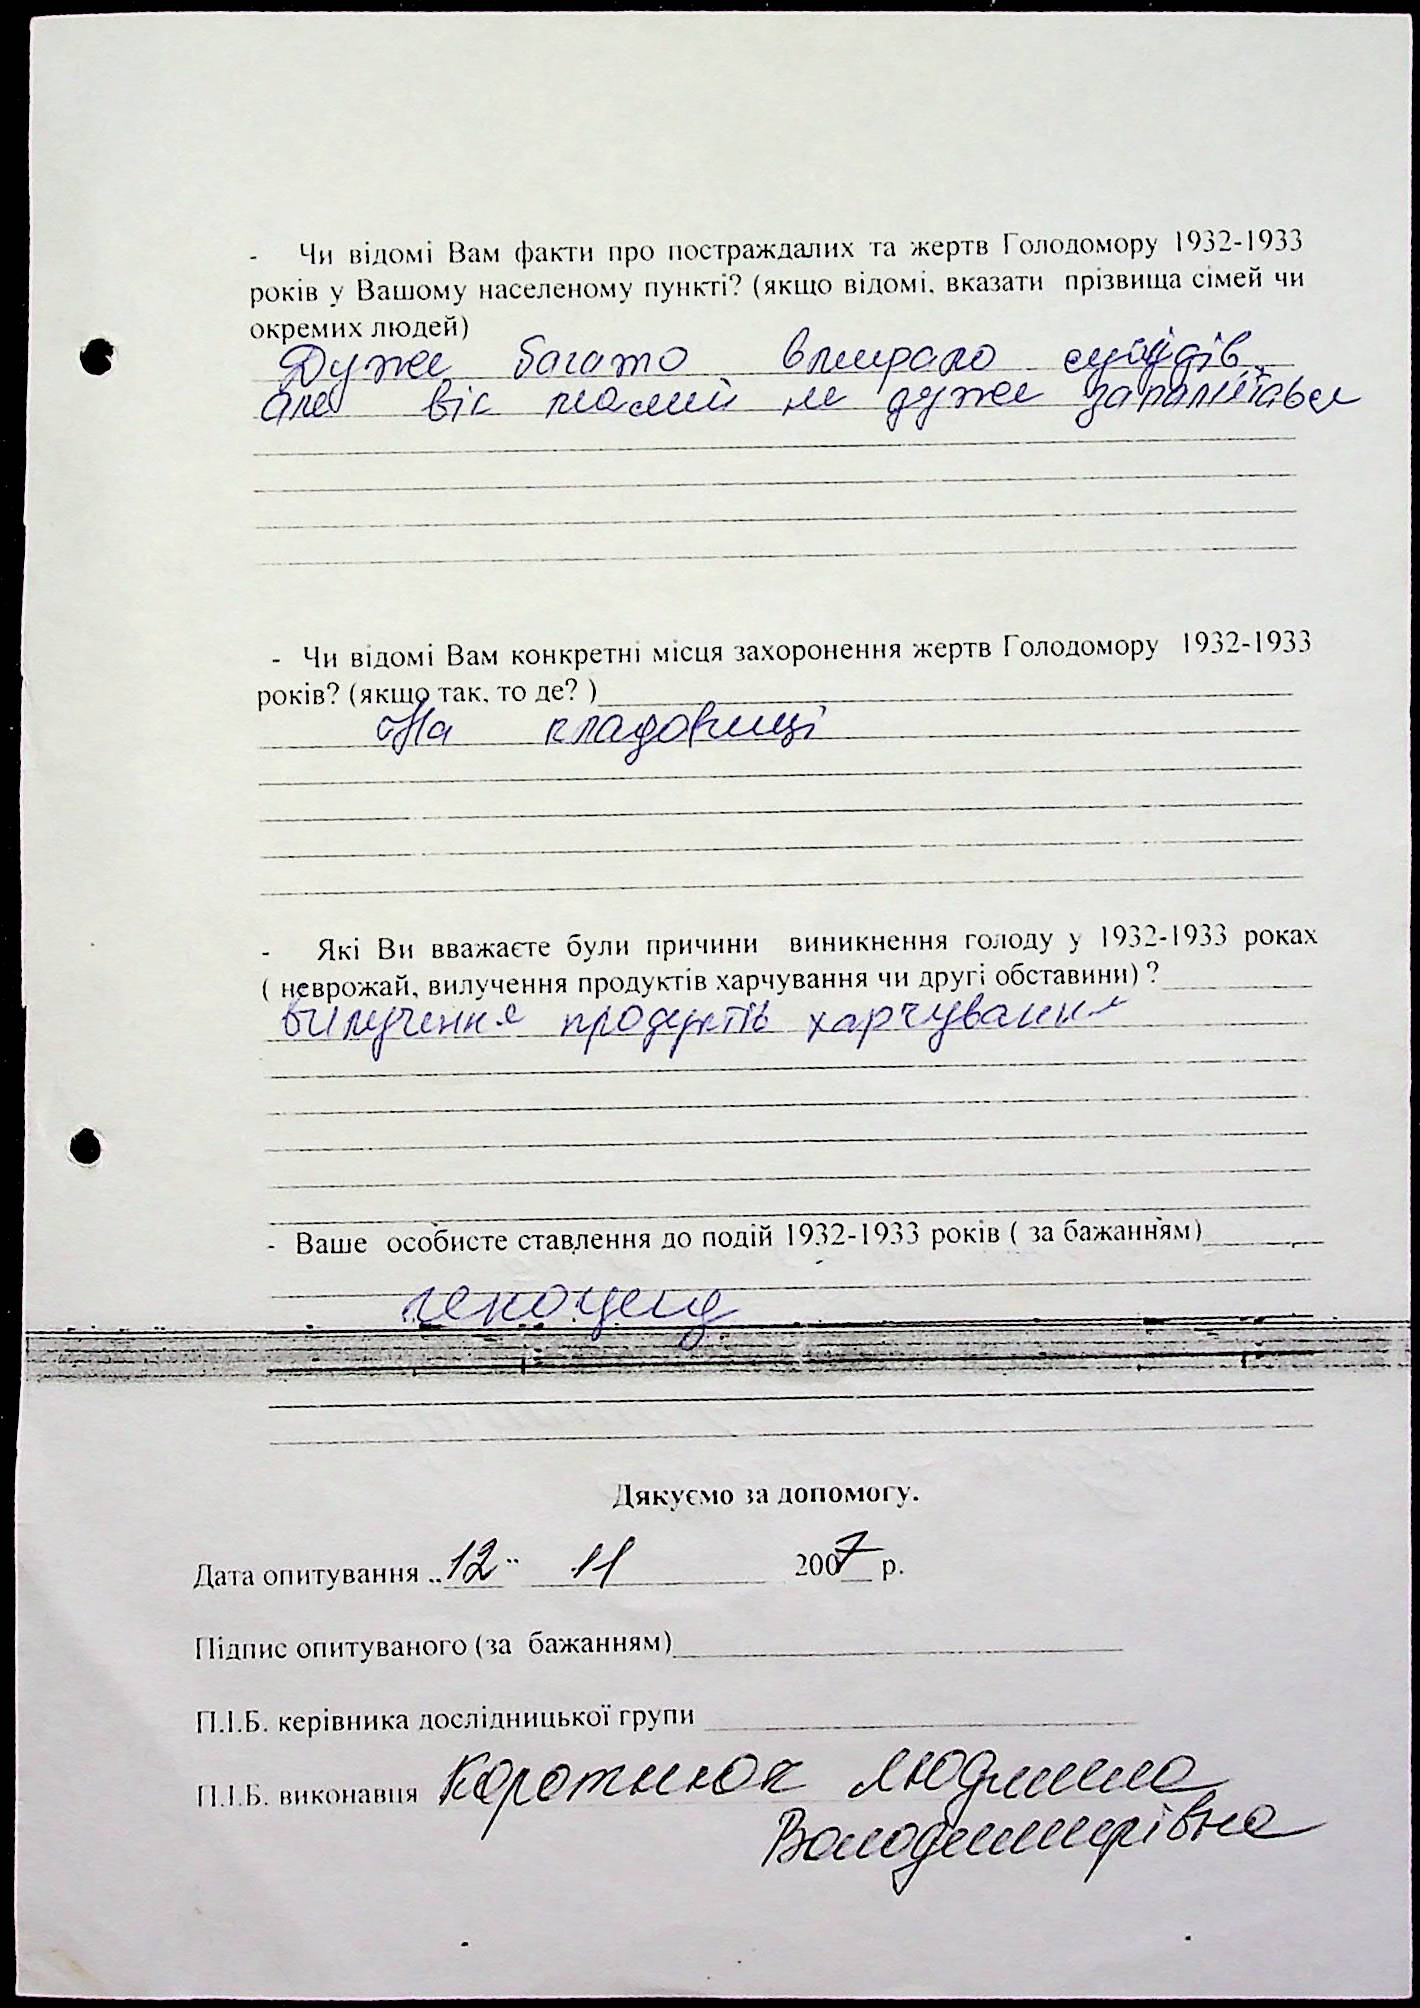 - Чи відомі Вам факти про постраждалих та жертв Голодомору 1932-1933
років у Вашому населеному пункті? (якщо відомі, вказати прізвища сімей чи
окремих людей)
Дуже багато вмирало сусідів,
але вік малий не дуже запамятався
- Чи відомі Вам конкретні місця захоронення жертв Голодомору 1932-1933
років? (якщо так, то де? )
На кладовищі
- Які Ви вважаєте були причини виникнення голоду у 1932-1933 роках
( неврожай, вилучення продуктів харчування чи другі обставини) ?
вилучення продуктів харчування
- Ваше особисте ставлення до подій 1932-1933 років ( за бажанням)
геноцид
Дякуємо за допомогу.
Дата опитування „12" 11 2007 р.
Підпис опитуваного (за бажанням)
П.І.Б. керівника дослідницької групи
П.І.Б. виконавця Коротнюк Людмила
Володимирівна